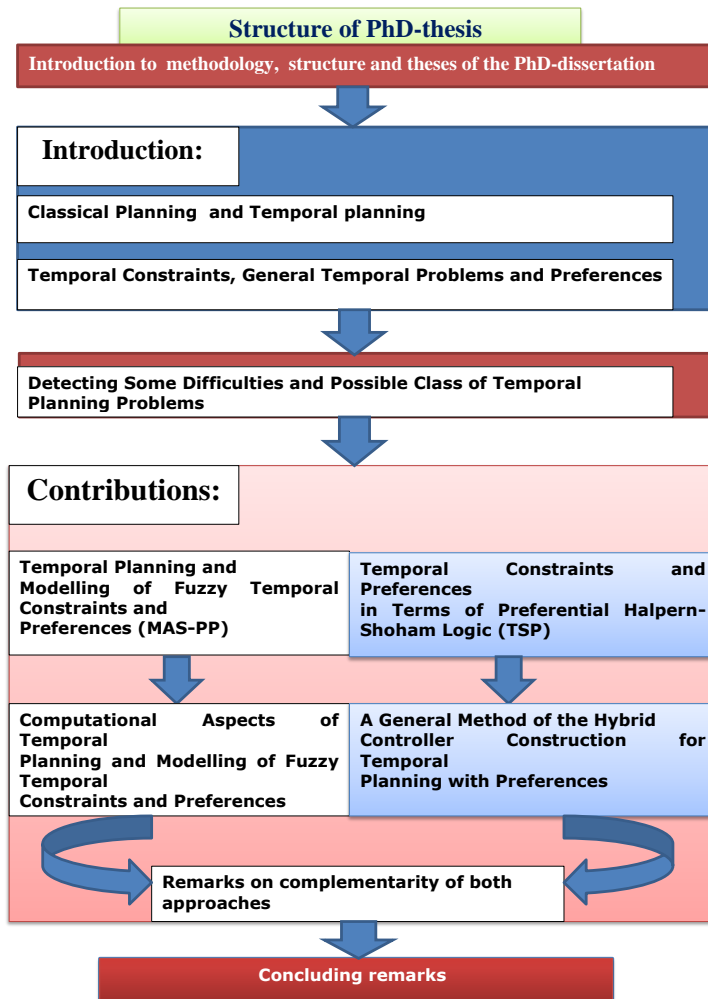 Structure of PhD-thesis
Introduction to methodology, structure and theses of the PhD-dissertation
Introduction:
Classical Planning and Temporal planning
Temporal Constraints, General Temporal Problems and Preferences
Detecting Some Difficulties and Possible Class of Temporal
Planning Problems
Contributions:
Temporal Planning and
Modelling of Fuzzy Temporal
Constraints and
Preferences (MAS-PP)
Temporal Constraints and
Preferences
in Terms of Preferential Halpern-
Shoham Logic (TSP)
Computational Aspects of
Temporal
Planning and Modelling of Fuzzy
Temporal
Constraints and Preferences
A General Method of the Hybrid
Controller Construction for
Temporal
Planning with Preferences
Remarks on complementarity of both
approaches
Concluding remarks